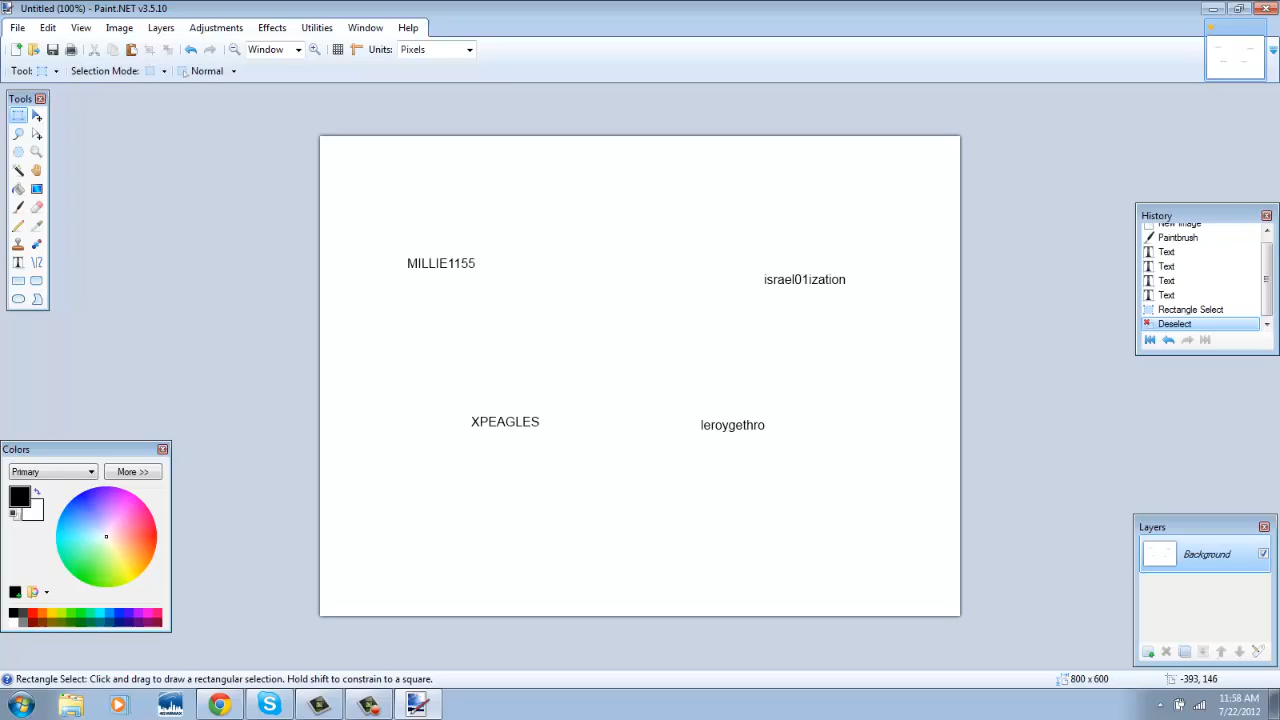 Untitled (100%) - Paint.NET v3.5.10
File Edit View Image Layers Adjustments Effects Utilities Window Help
Window Units: Pixels
Tool: Selection Mode: Normal
Tools
MILLIE1155
israel01ization
XPEAGLES
leroygethro
History
New Image
Paintbrush
Text
Text
Text
Text
Rectangle Select
Deselect
Colors
Primary More >>
Layers
Background
Rectangle Select: Click and drag to draw a rectangular selection. Hold shift to constrain to a square. 800 x 600 -393, 146
11:58 AM
7/22/2012